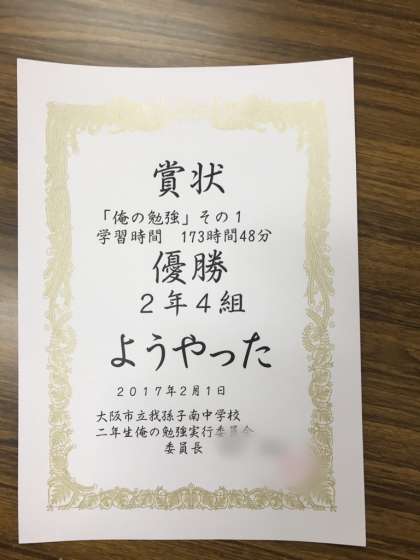 賞状
「俺の勉強」その1
学習時間　173時間48分
優勝
２年４組
ようやった
２０１７年２月１日
大阪市立我孫子南中学校
二年生俺の勉強実行委員会
委員長